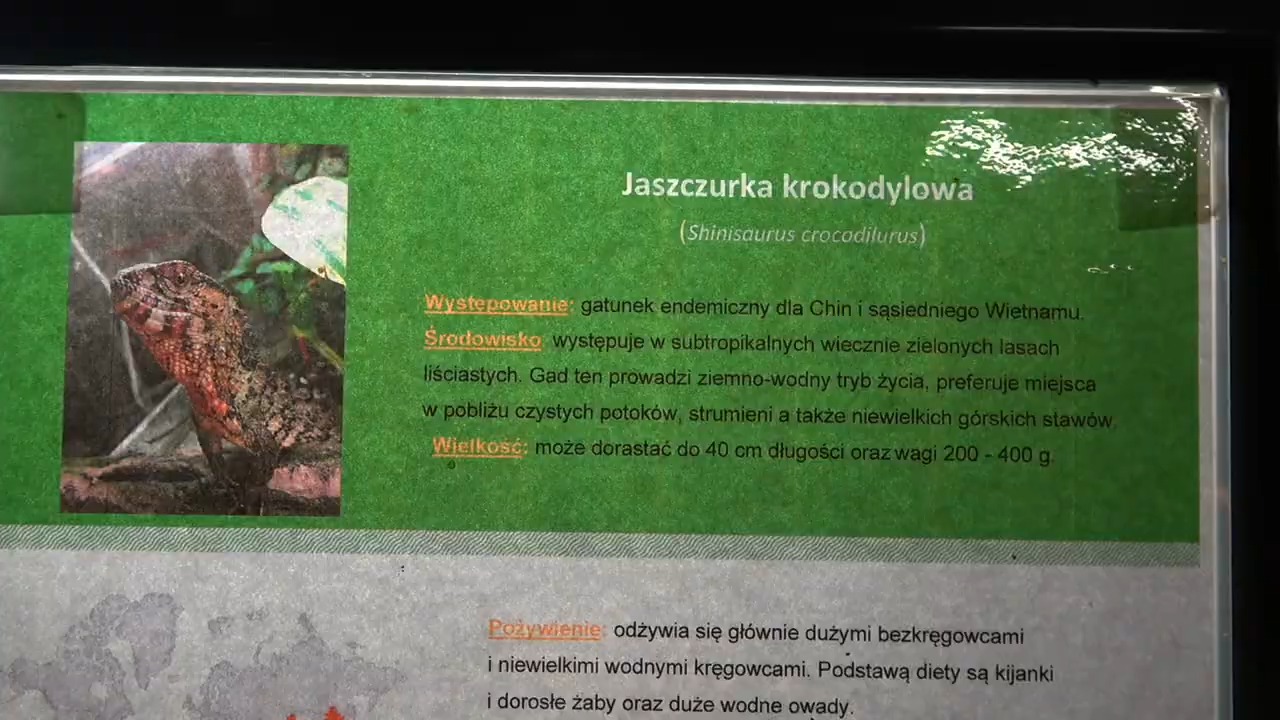 Jaszczurka krokodylowa
(Shinisaurus crocodilurus)
Występowanie: gatunek endemiczny dla Chin i sąsiedniego Wietnamu.
Środowisko: występuje w subtropikalnych wiecznie zielonych lasach
liściastych. Gad ten prowadzi ziemno-wodny tryb życia, preferuje miejsca
w pobliżu czystych potoków, strumieni a także niewielkich górskich stawów.
Wielkość: może dorastać do 40 cm długości oraz wagi 200 - 400 g.
Pożywienie: odżywia się głównie dużymi bezkręgowcami
i niewielkimi wodnymi kręgowcami. Podstawą diety są kijanki
i dorosłe żaby oraz duże wodne owady.